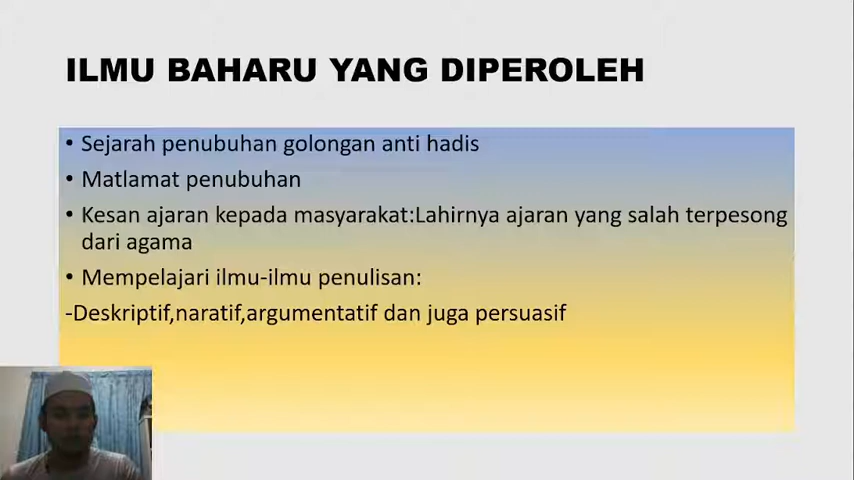 ILMU BAHARU YANG DIPEROLEH
• Sejarah penubuhan golongan anti hadis
• Matlamat penubuhan
• Kesan ajaran kepada masyarakat:Lahirnya ajaran yang salah terpesong
dari agama
• Mempelajari ilmu-ilmu penulisan:
-Deskriptif,naratif,argumentatif dan juga persuasif